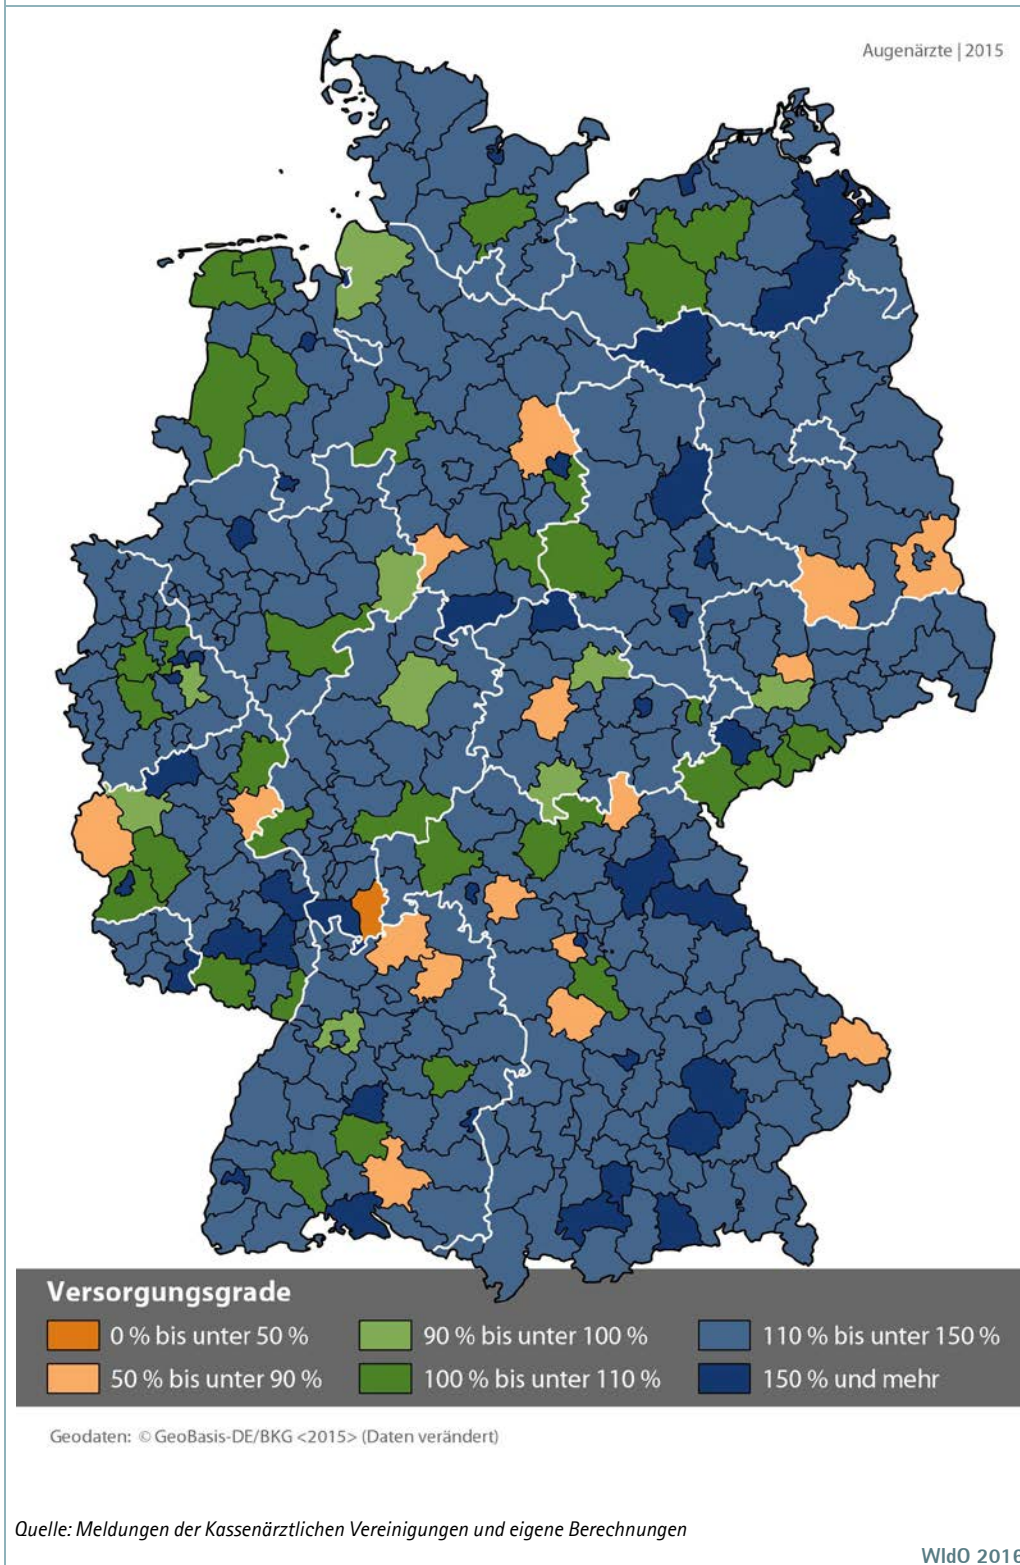 Augenärzte | 2015
Versorgungsgrade
0 % bis unter 50 %
90 % bis unter 100 %
110 % bis unter 150 %
50 % bis unter 90 %
100 % bis unter 110 %
150 % und mehr
Geodaten: © GeoBasis-DE/BKG <2015> (Daten verändert)
Quelle: Meldungen der Kassenärztlichen Vereinigungen und eigene Berechnungen
WIdO 2016